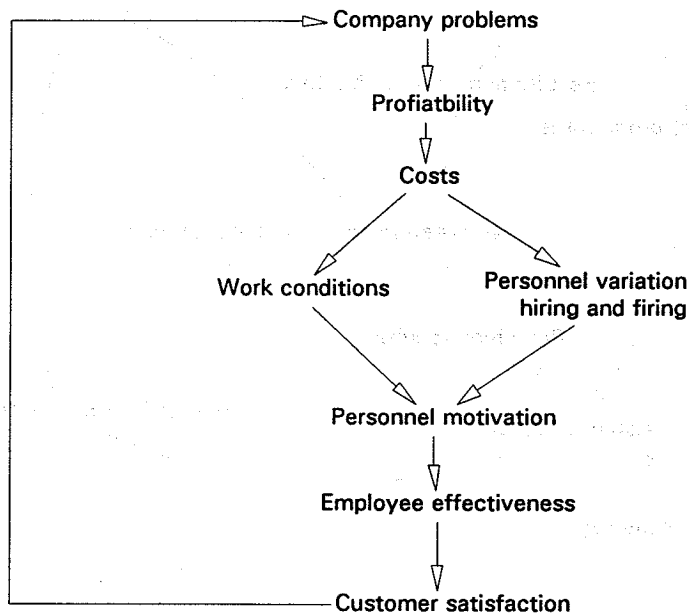 Company problems
Profiatbility
Costs
Work conditions
Personnel variation
hiring and firing
Personnel motivation
Employee effectiveness
Customer satisfaction